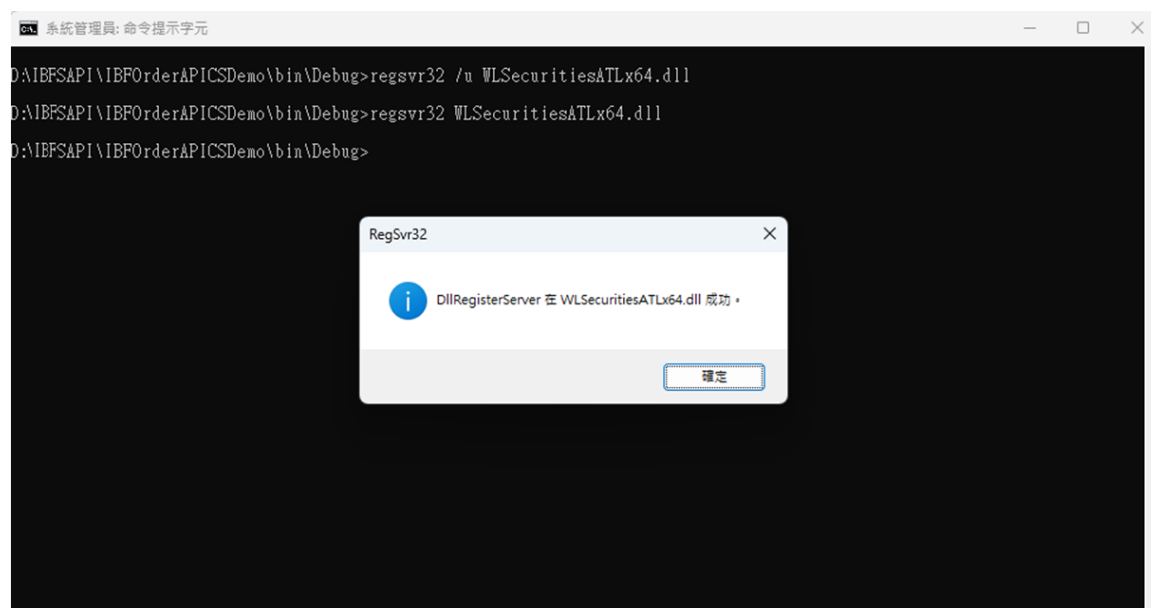 系統管理員: 命令提示字元
D:\IBFSAPI\IBFOrderAPICSDemo\bin\Debug>regsvr32 /u WLSecuritiesATLx64.dll
D:\IBFSAPI\IBFOrderAPICSDemo\bin\Debug>regsvr32 WLSecuritiesATLx64.dll
D:\IBFSAPI\IBFOrderAPICSDemo\bin\Debug>
RegSvr32
DllRegisterServer 在 WLSecuritiesATLx64.dll 成功。
確定